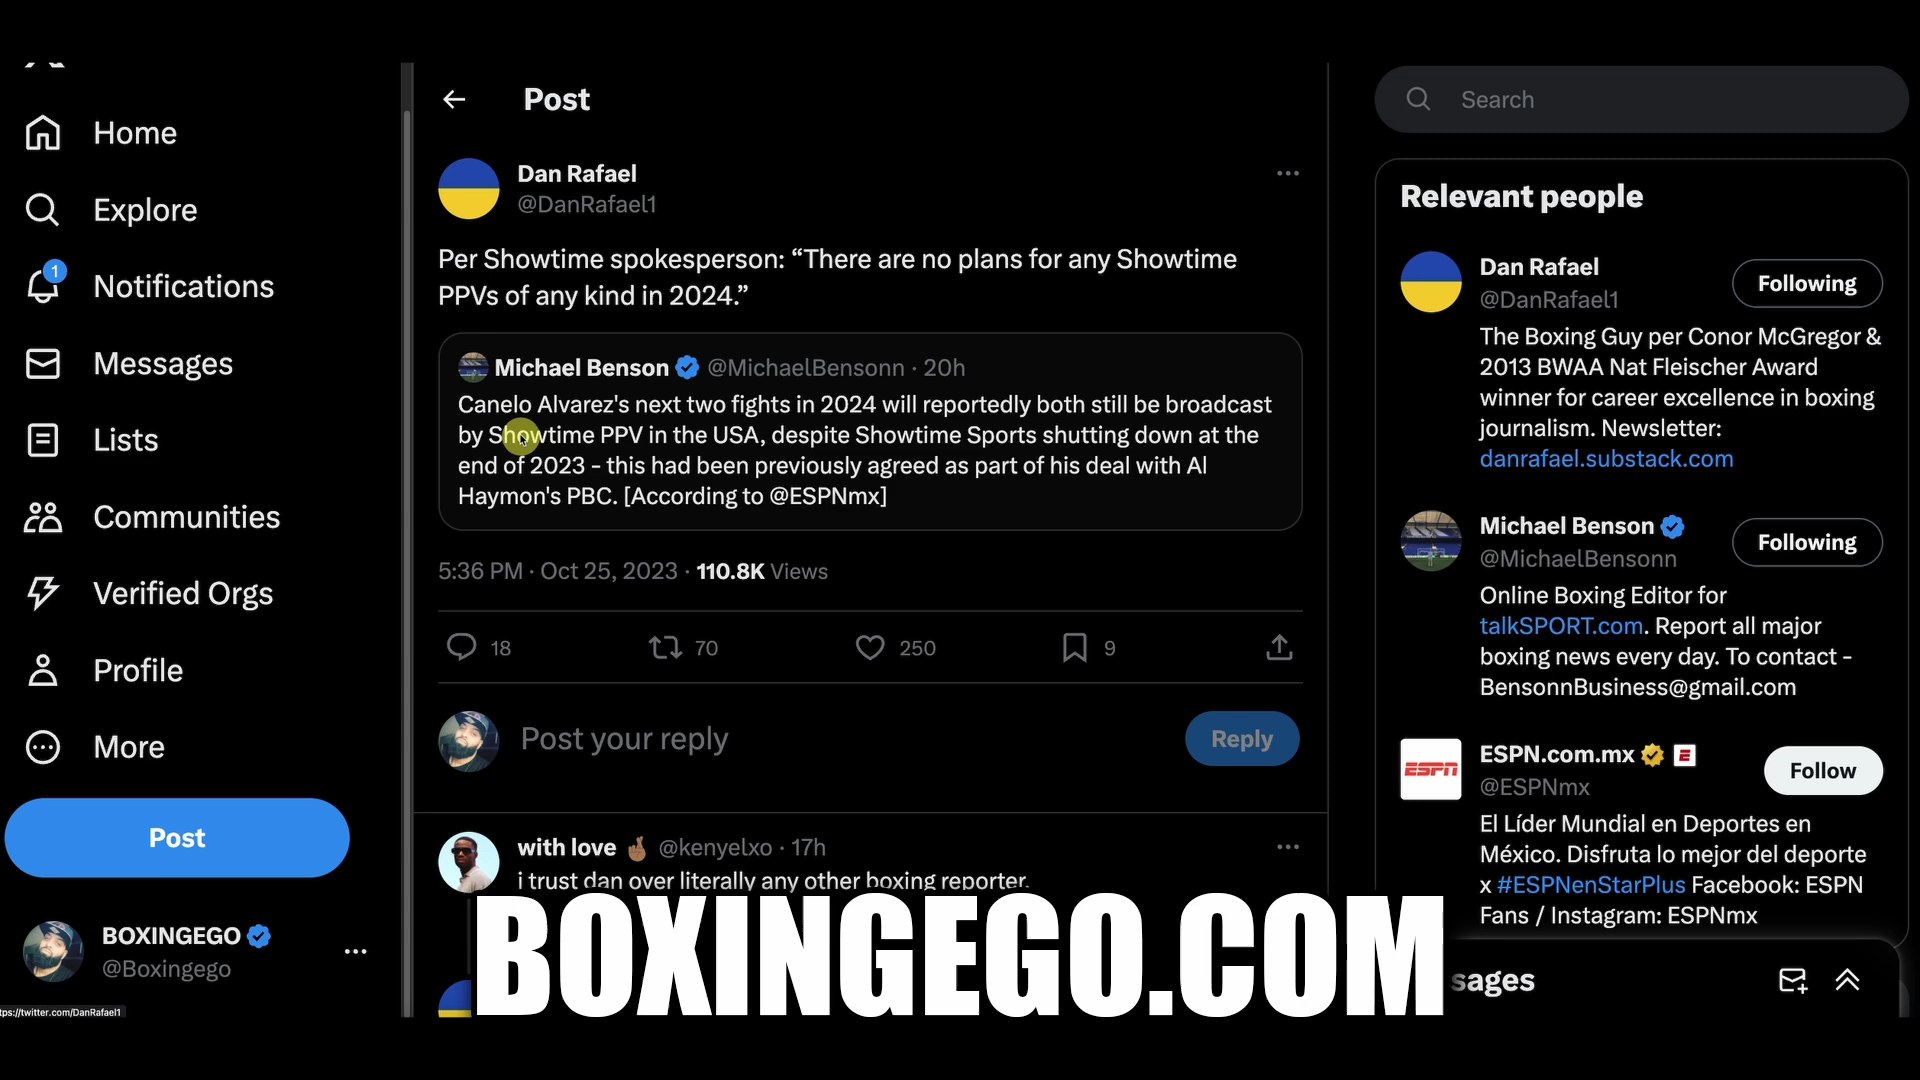 Home
Explore
1
Notifications
Messages
Lists
Communities
Verified Orgs
Profile
More
Post
BOXINGEGO
@Boxingego
tps://twitter.com/DanRafael1
Post
Dan Rafael
@DanRafael1
Per Showtime spokesperson: “There are no plans for any Showtime
PPVs of any kind in 2024.”
Michael Benson @MichaelBensonn · 20h
Canelo Alvarez's next two fights in 2024 will reportedly both still be broadcast
by Showtime PPV in the USA, despite Showtime Sports shutting down at the
end of 2023 - this had been previously agreed as part of his deal with Al
Haymon's PBC. [According to @ESPNmx]
5:36 PM · Oct 25, 2023 · 110.8K Views
18 70 250 9
Post your reply
Reply
with love @kenyelxo · 17h
i trust dan over literally any other boxing reporter.
BOXINGEGO.COM
Search
Relevant people
Dan Rafael
@DanRafael1
Following
The Boxing Guy per Conor McGregor &
2013 BWAA Nat Fleischer Award
winner for career excellence in boxing
journalism. Newsletter:
danrafael.substack.com
Michael Benson
@MichaelBensonn
Following
Online Boxing Editor for
talkSPORT.com. Report all major
boxing news every day. To contact -
BensonnBusiness@gmail.com
ESPN
ESPN.com.mx E
@ESPNmx
Follow
El Líder Mundial en Deportes en
México. Disfruta lo mejor del deporte
x #ESPNenStarPlus Facebook: ESPN
Fans / Instagram: ESPNmx
sages